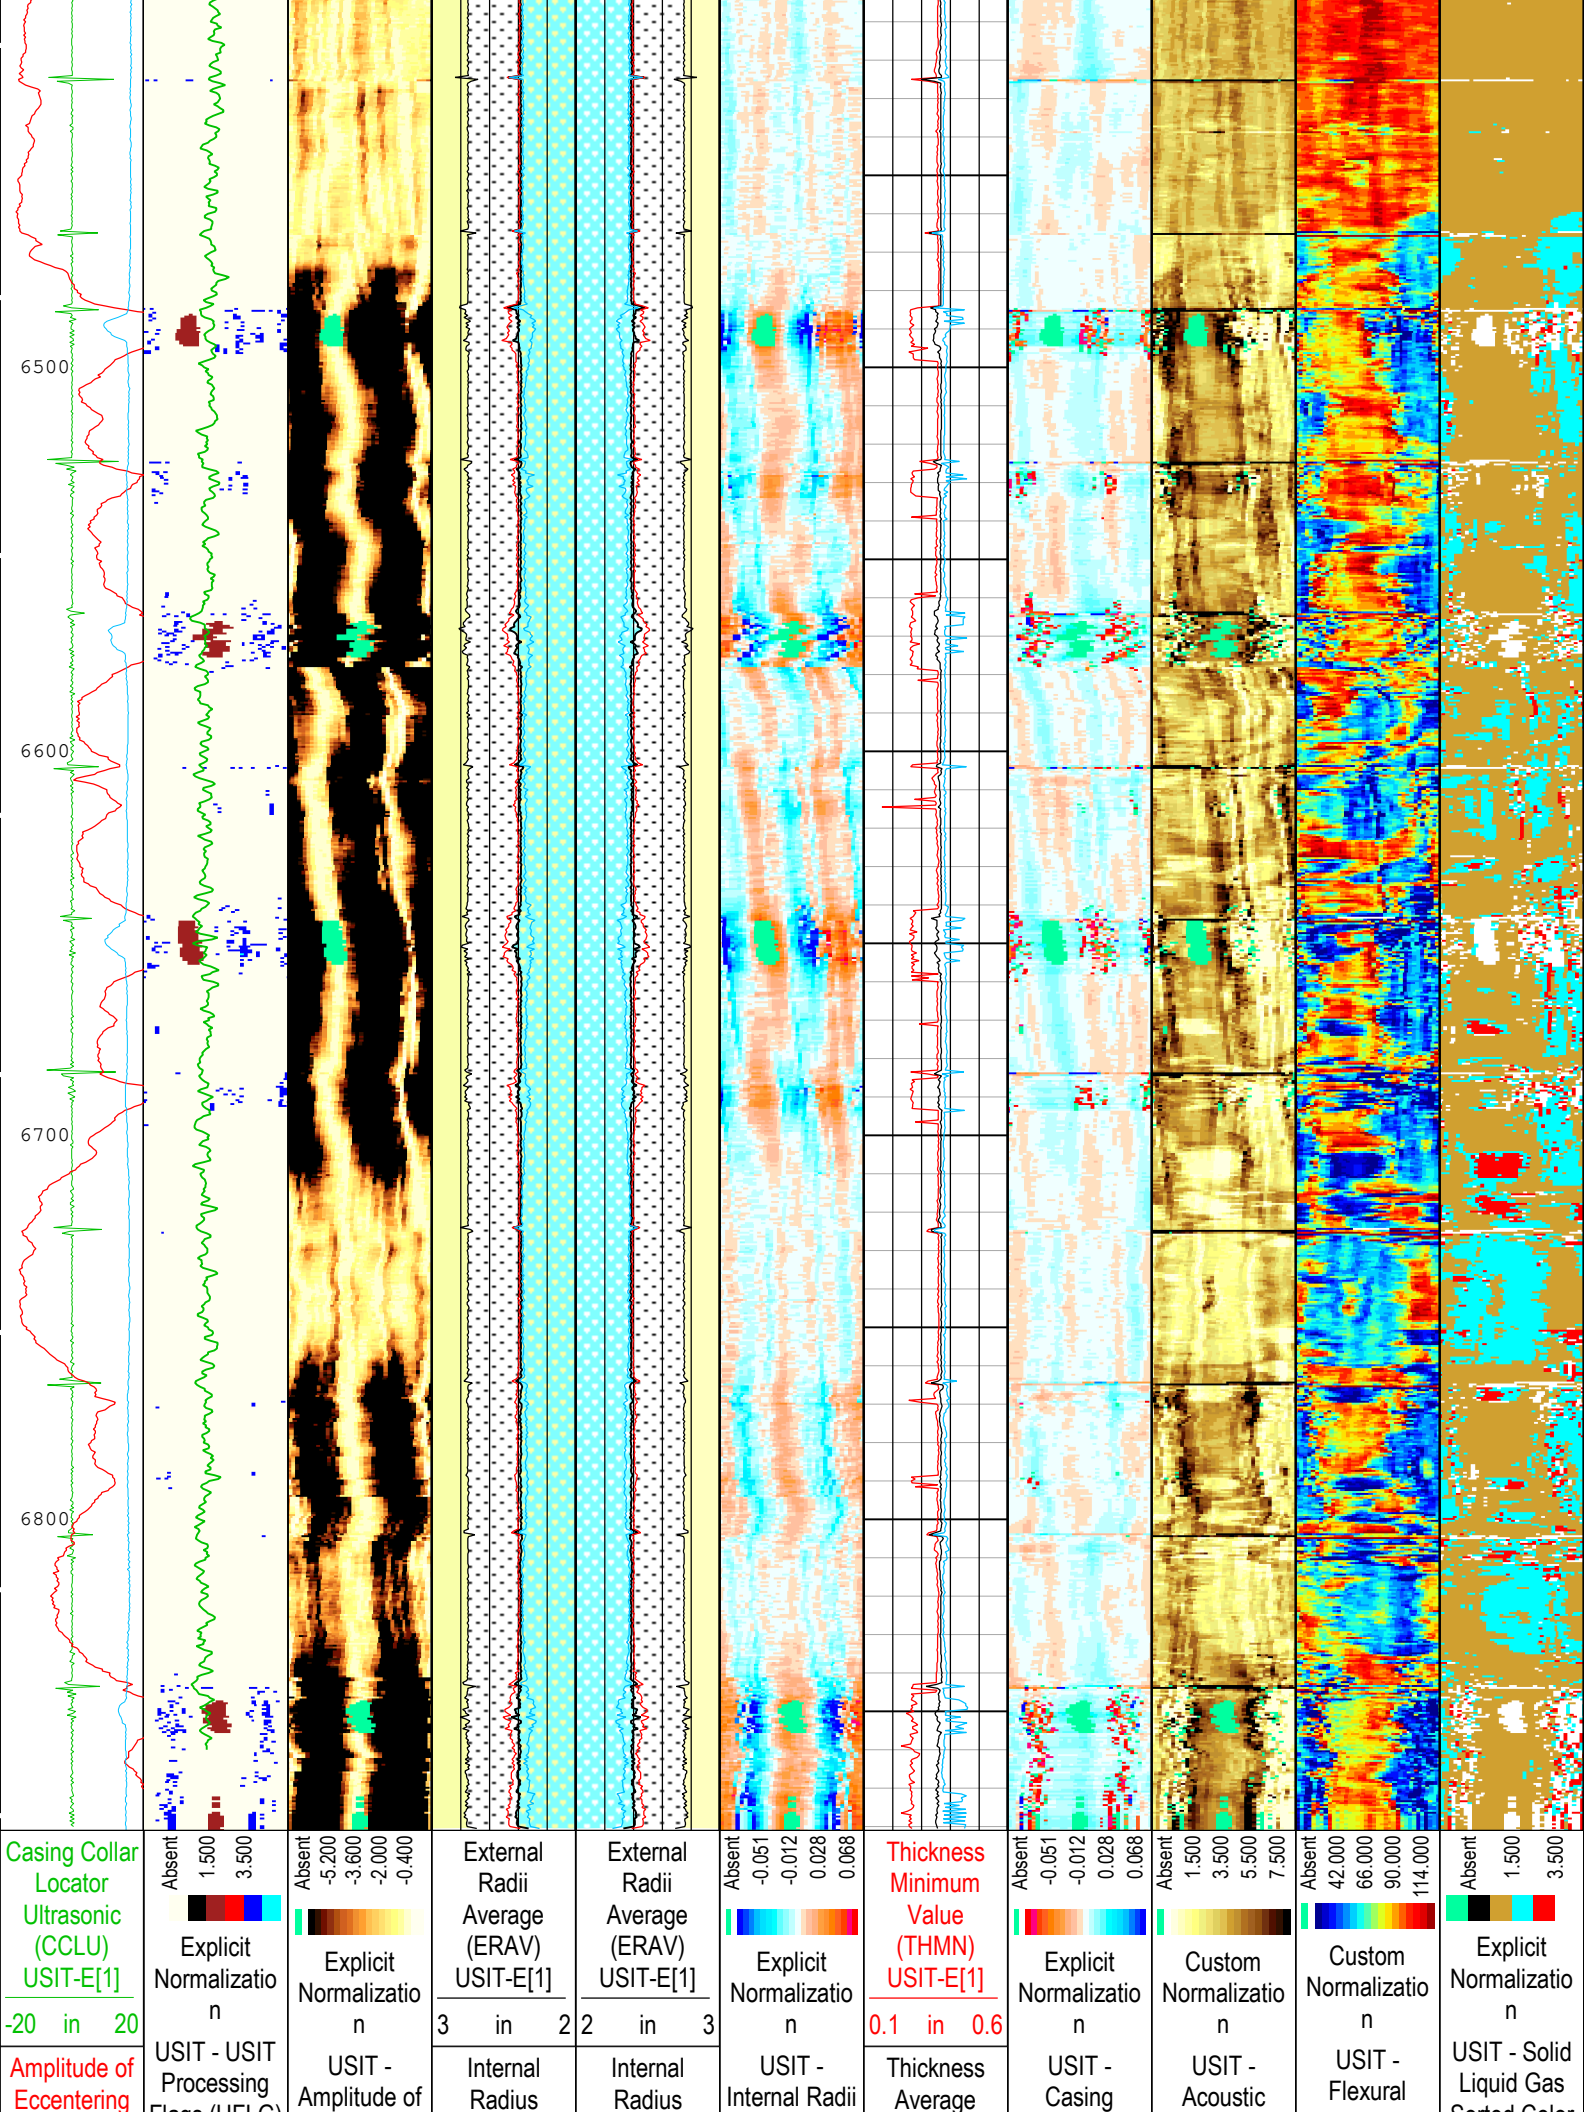 6500
6600
6700
6800
Casing Collar
Locator
Ultrasonic
(CCLU)
USIT-E[1]
-20 in 20
Amplitude of
Eccentering
Absent 1.500 3.500
Explicit
Normalizatio
n
USIT - USIT
Processing
Flags (UFLG)
Absent -5.200 -3.600 -2.000 -0.400
Explicit
Normalizatio
n
USIT -
Amplitude of
External
Radii
Average
(ERAV)
USIT-E[1]
3 in 2
Internal
Radius
External
Radii
Average
(ERAV)
USIT-E[1]
2 in 3
Internal
Radius
Absent -0.051 -0.012 0.028 0.068
Explicit
Normalizatio
n
USIT -
Internal Radii
Thickness
Minimum
Value
(THMN)
USIT-E[1]
0.1 in 0.6
Thickness
Average
Absent -0.051 -0.012 0.028 0.068
Explicit
Normalizatio
n
USIT -
Casing
Absent 1.500 3.500 5.500 7.500
Custom
Normalizatio
n
USIT -
Acoustic
Absent 42.000 66.000 90.000 114.000
Custom
Normalizatio
n
USIT -
Flexural
Absent 1.500 3.500
Explicit
Normalizatio
n
USIT - Solid
Liquid Gas
Sorted Color